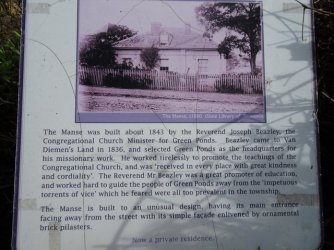 The Manse, c1890 (State Library of Tasmania)
The Manse was built about 1843 by the Reverend Joseph Beazley, the
Congregational Church Minister for Green Ponds. Beazley came to Van
Diemen's Land in 1836, and selected Green Ponds as the headquarters for
his missionary work. He worked tirelessly to promote the teachings of the
Congregational Church, and was 'received in every place with great kindness
and cordiality'. The Reverend Mr Beazley was a great promoter of education,
and worked hard to guide the people of Green Ponds away from the 'impetuous
torrents of vice' which he feared were all too prevalent in the township.
The Manse is built to an unusual design, having its main entrance
facing away from the street with its simple façade enlivened by ornamental
brick pilasters.
Now a private residence.